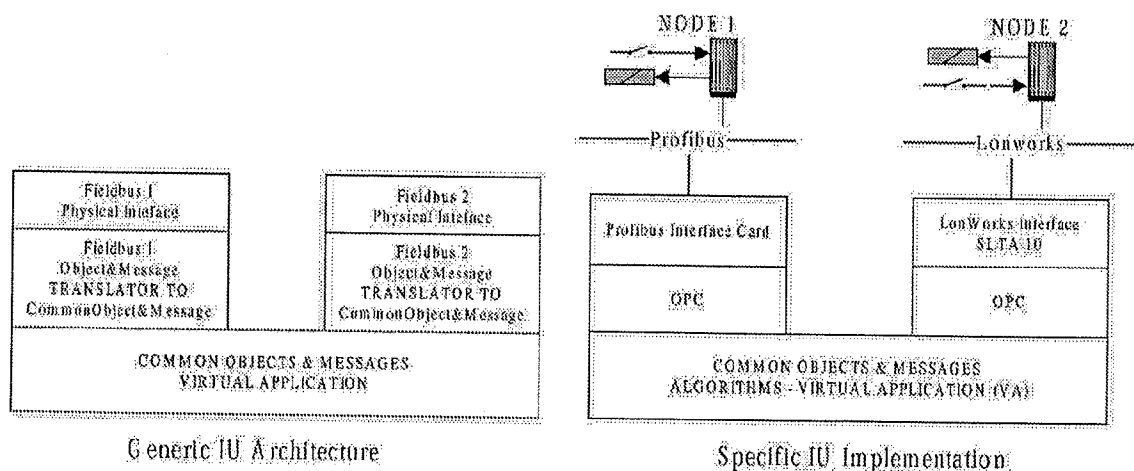 NODE 1
NODE 2
Profibus
Lonworks
Fieldbus 1
Physical Inteface
Fieldbus 1
Object&Message
TRANSLATOR TO
CommonObject&Message
Fieldbus 2
Physical Inteface
Fieldbus 2
Object&Message
TRANSLATOR TO
CommonObject&Message
COMMON OBJECTS & MESSAGES
VIRTUAL APPLICATION
Generic IU Architecture
Profibus Interface Card
OPC
LonWorks interface
SLTA 10
OPC
COMMON OBJECTS & MESSAGES
ALGORITHMS - VIRTUAL APPLICATION (VA)
Specific IU Implementation